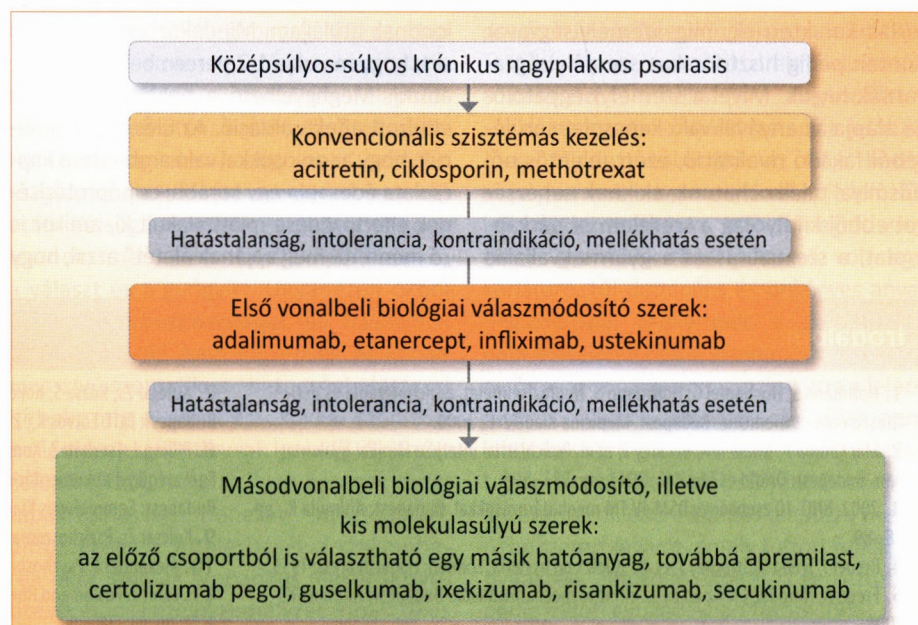 Középsúlyos-súlyos krónikus nagyplakkos psoriasis
Konvencionális szisztémás kezelés:
acitretin, ciklosporin, methotrexat
Hatástalanság, intolerancia, kontraindikáció, mellékhatás esetén
Első vonalbeli biológiai válaszmódosító szerek:
adalimumab, etanercept, infliximab, ustekinumab
Hatástalanság, intolerancia, kontraindikáció, mellékhatás esetén
Másodvonalbeli biológiai válaszmódosító, illetve
kis molekulasúlyú szerek:
az előző csoportból is választható egy másik hatóanyag, továbbá apremilast,
certolizumab pegol, guselkumab, ixekizumab, risankizumab, secukinumab